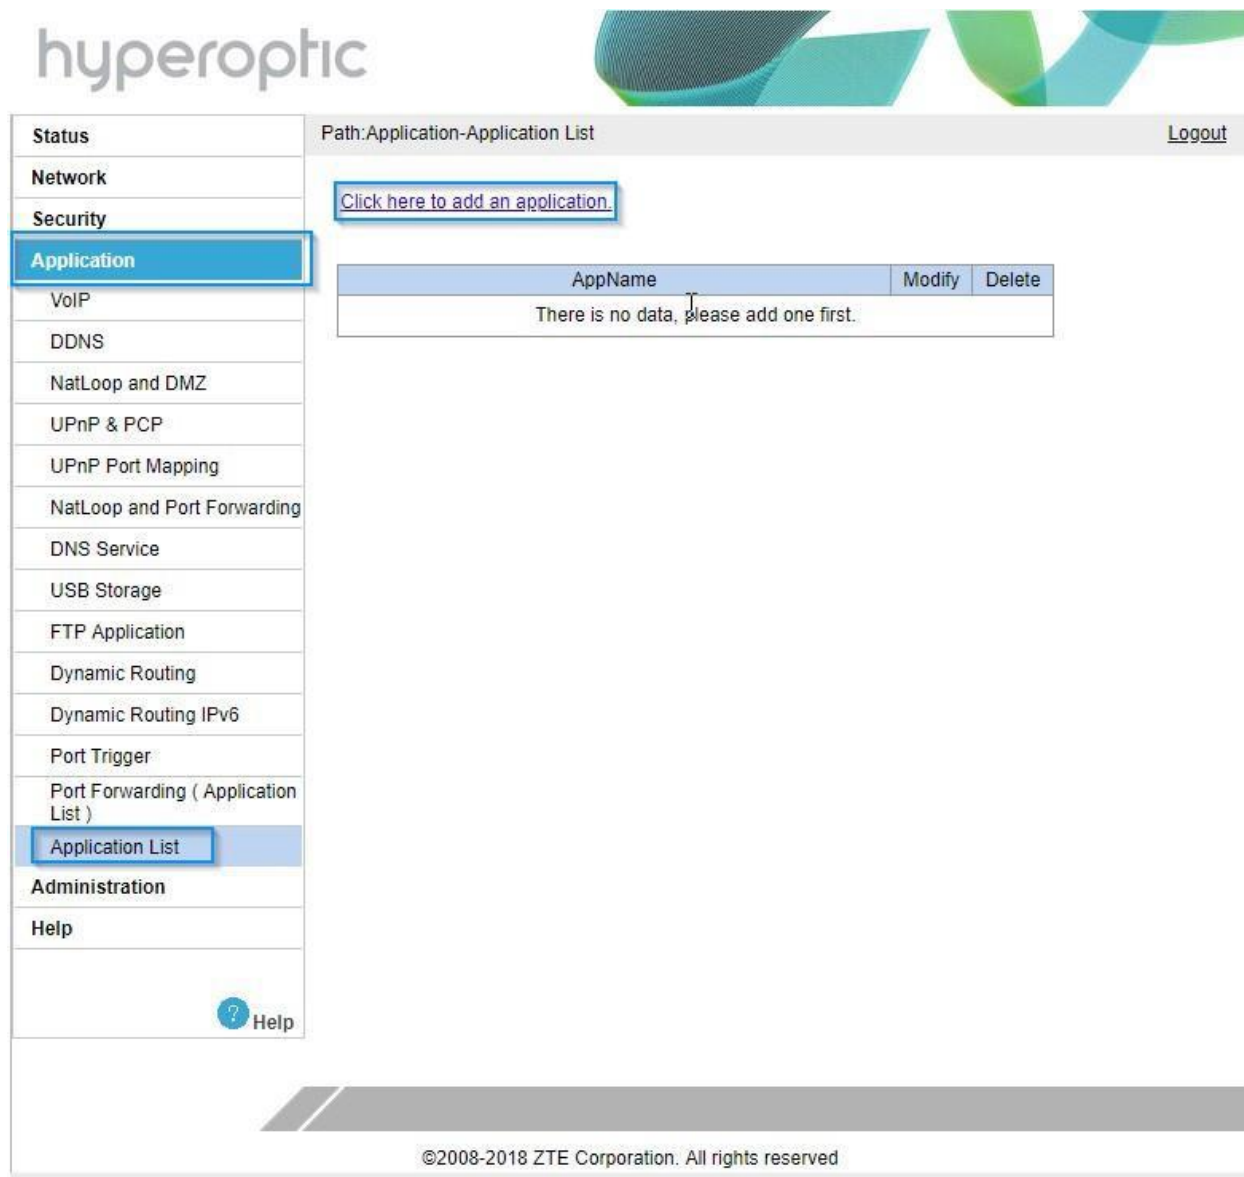 hyperoptic
Status
Path:Application-Application List
Logout
Network
Click here to add an application.
Security
Application
AppName Modify Delete
VoIP
There is no data, please add one first.
DDNS
NatLoop and DMZ
UPnP & PCP
UPnP Port Mapping
NatLoop and Port Forwarding
DNS Service
USB Storage
FTP Application
Dynamic Routing
Dynamic Routing IPv6
Port Trigger
Port Forwarding ( Application
List )
Application List
Administration
Help
? Help
©2008-2018 ZTE Corporation. All rights reserved